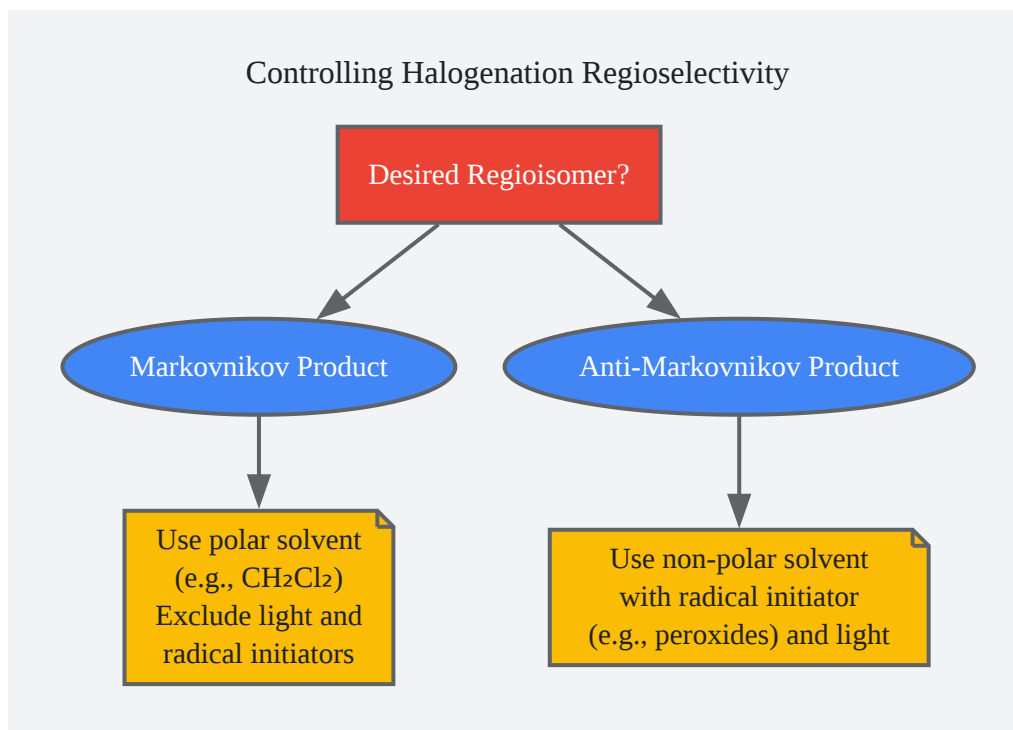 Controlling Halogenation Regioselectivity
Desired Regioisomer?
Markovnikov Product
Anti-Markovnikov Product
Use polar solvent
(e.g., CH₂Cl₂)
Exclude light and
radical initiators
Use non-polar solvent
with radical initiator
(e.g., peroxides) and light